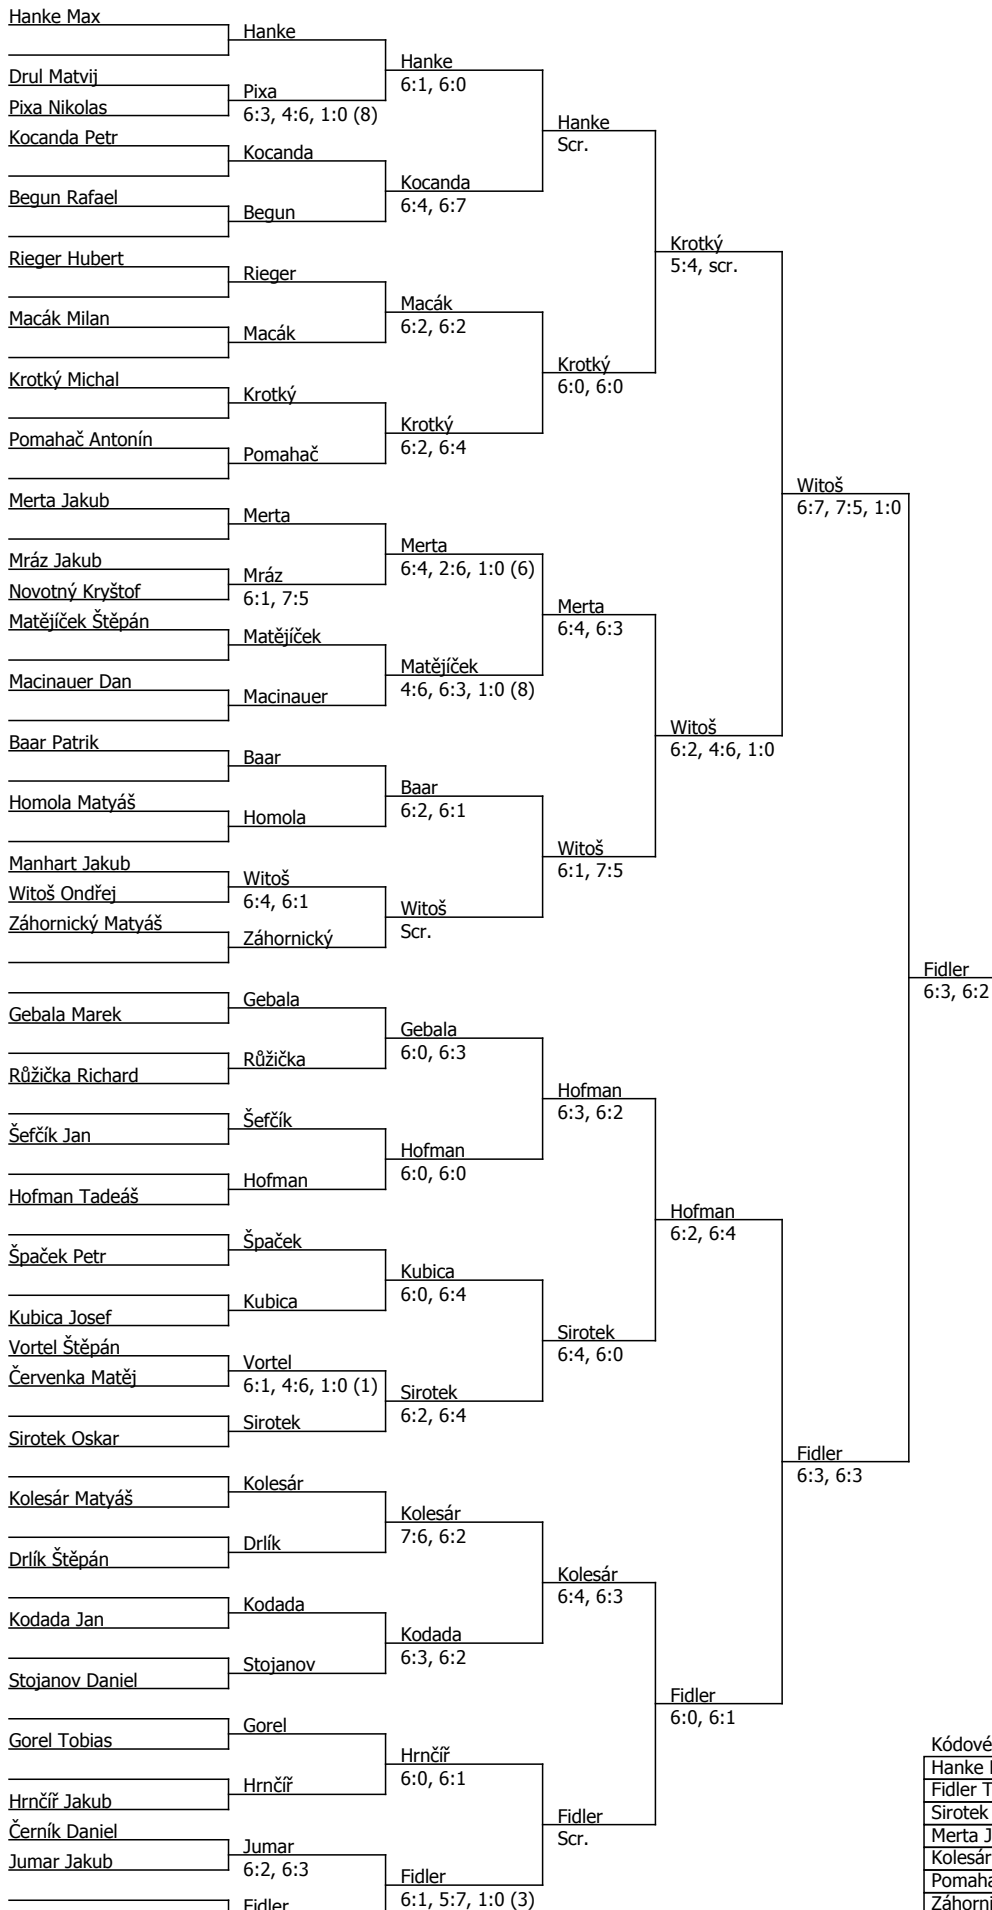 Hanke Max
Drul Matvij
Pixa Nikolas
Kocanda Petr
Begun Rafael
Rieger Hubert
Macák Milan
Krotký Michal
Pomahač Antonín
Merta Jakub
Mráz Jakub
Novotný Kryštof
Matějíček Štěpán
Macinauer Dan
Baar Patrik
Homola Matyáš
Manhart Jakub
Witoš Ondřej
Záhornický Matyáš
Gebala Marek
Růžička Richard
Šefčík Jan
Hofman Tadeáš
Špaček Petr
Kubica Josef
Vortel Štěpán
Červenka Matěj
Sirotek Oskar
Kolesár Matyáš
Drlík Štěpán
Kodada Jan
Stojanov Daniel
Gorel Tobias
Hrnčíř Jakub
Černík Daniel
Jumar Jakub
Hanke
Pixa
6:3, 4:6, 1:0 (8)
Kocanda
Begun
Rieger
Macák
Krotký
Pomahač
Merta
Mráz
6:1, 7:5
Matějíček
Macinauer
Baar
Homola
Witoš
6:4, 6:1
Záhornický
Gebala
Růžička
Šefčík
Hofman
Špaček
Kubica
Vortel
6:1, 4:6, 1:0 (1)
Sirotek
Kolesár
Drlík
Kodada
Stojanov
Gorel
Hrnčíř
Jumar
6:2, 6:3
Fidler
Hanke
6:1, 6:0
Kocanda
6:4, 6:7
Macák
6:2, 6:2
Krotký
6:2, 6:4
Merta
6:4, 2:6, 1:0 (6)
Matějíček
4:6, 6:3, 1:0 (8)
Baar
6:2, 6:1
Witoš
Scr.
Gebala
6:0, 6:3
Hofman
6:0, 6:0
Kubica
6:0, 6:4
Sirotek
6:2, 6:4
Kolesár
7:6, 6:2
Kodada
6:3, 6:2
Hrnčíř
6:0, 6:1
Fidler
6:1, 5:7, 1:0 (3)
Hanke
Scr.
Krotký
6:0, 6:0
Merta
6:4, 6:3
Witoš
6:1, 7:5
Hofman
6:3, 6:2
Sirotek
6:4, 6:0
Kolesár
6:4, 6:3
Fidler
Scr.
Krotký
5:4, scr.
Witoš
6:2, 4:6, 1:0
Hofman
6:2, 6:4
Fidler
6:0, 6:1
Witoš
6:7, 7:5, 1:0
Fidler
6:3, 6:3
Fidler
6:3, 6:2
Kódové
Hanke
Fidler T
Sirotek
Merta J
Kolesár